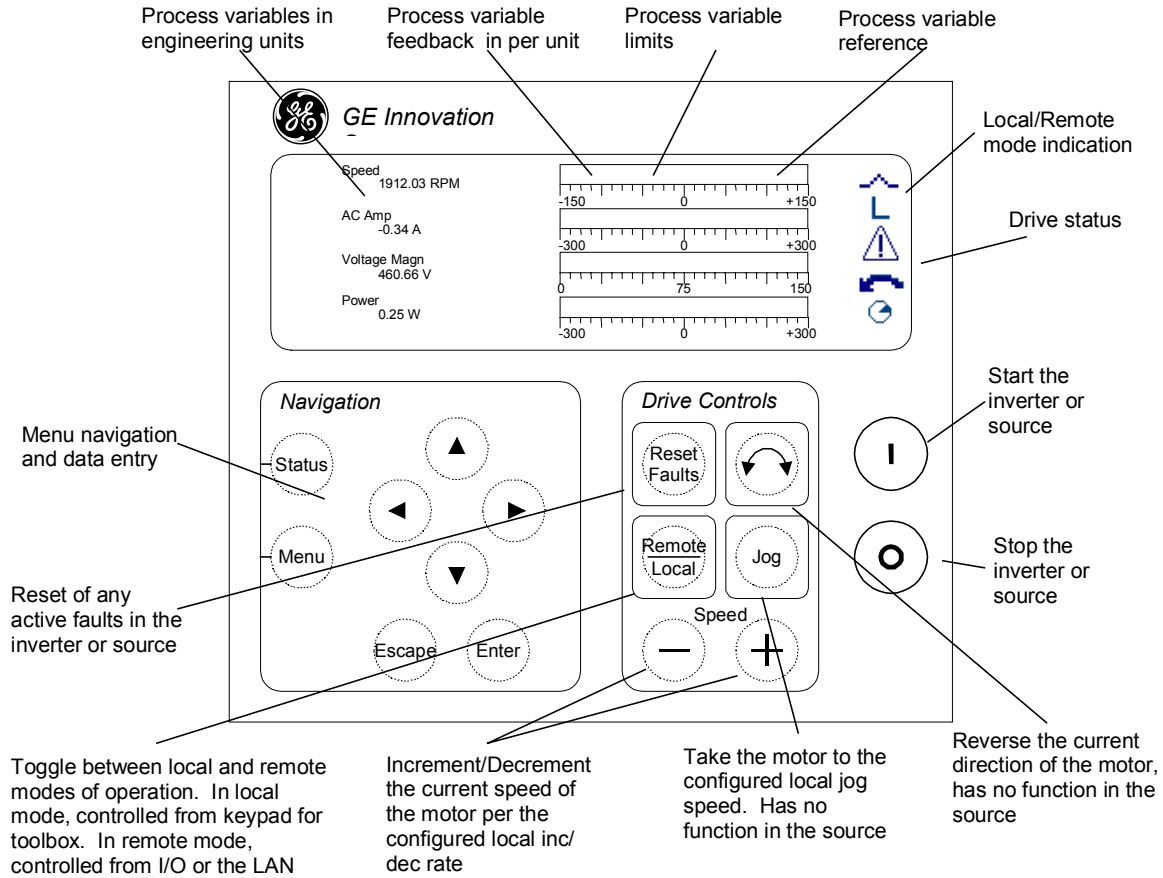 Process variables in
engineering units
Process variable
feedback in per unit
Process variable
limits
Process variable
reference
GE Innovation
Local/Remote
mode indication
Drive status
Speed
1912.03 RPM
-150 0 +150
AC Amp
-0.34 A
-300 0 +300
Voltage Magn
460.66 V
0 75 150
Power
0.25 W
-300 0 +300
L
Navigation
Status
Menu
Escape
Enter
Drive Controls
Reset
Faults
Remote
Local
Jog
Speed
Start the
inverter or
source
Stop the
inverter or
source
Menu navigation
and data entry
Reset of any
active faults in the
inverter or source
Toggle between local and remote
modes of operation. In local
mode, controlled from keypad for
toolbox. In remote mode,
controlled from I/O or the LAN
Increment/Decrement
the current speed of
the motor per the
configured local inc/
dec rate
Take the motor to the
configured local jog
speed. Has no
function in the source
Reverse the current
direction of the motor,
has no function in the
source